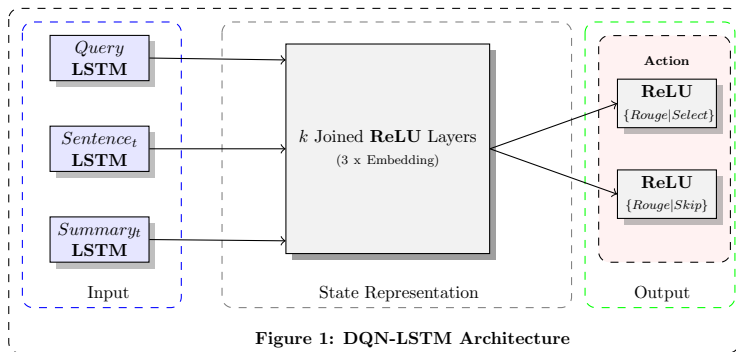 Query
LSTM
Sentence_t
LSTM
Summary_t
LSTM
Input
k Joined ReLU Layers
(3 x Embedding)
State Representation
Action
ReLU
{Rouge|Select}
ReLU
{Rouge|Skip}
Output
Figure 1: DQN-LSTM Architecture